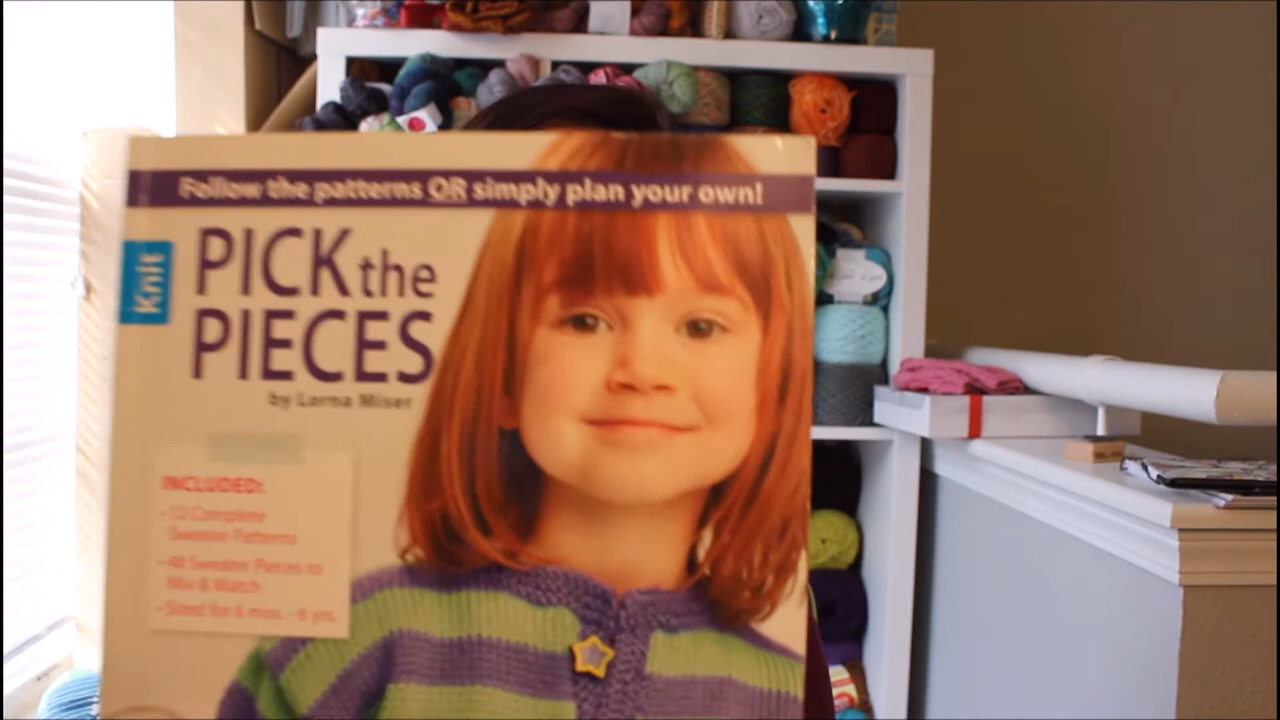 Follow the patterns OR simply plan your own!
Knit
PICK the
PIECES
by Lorna Miser
INCLUDED:
- 12 Complete
Sweater Patterns
- 48 Sweater Pieces to
Mix & Match
- Sized for 6 mos. - 6 yrs.